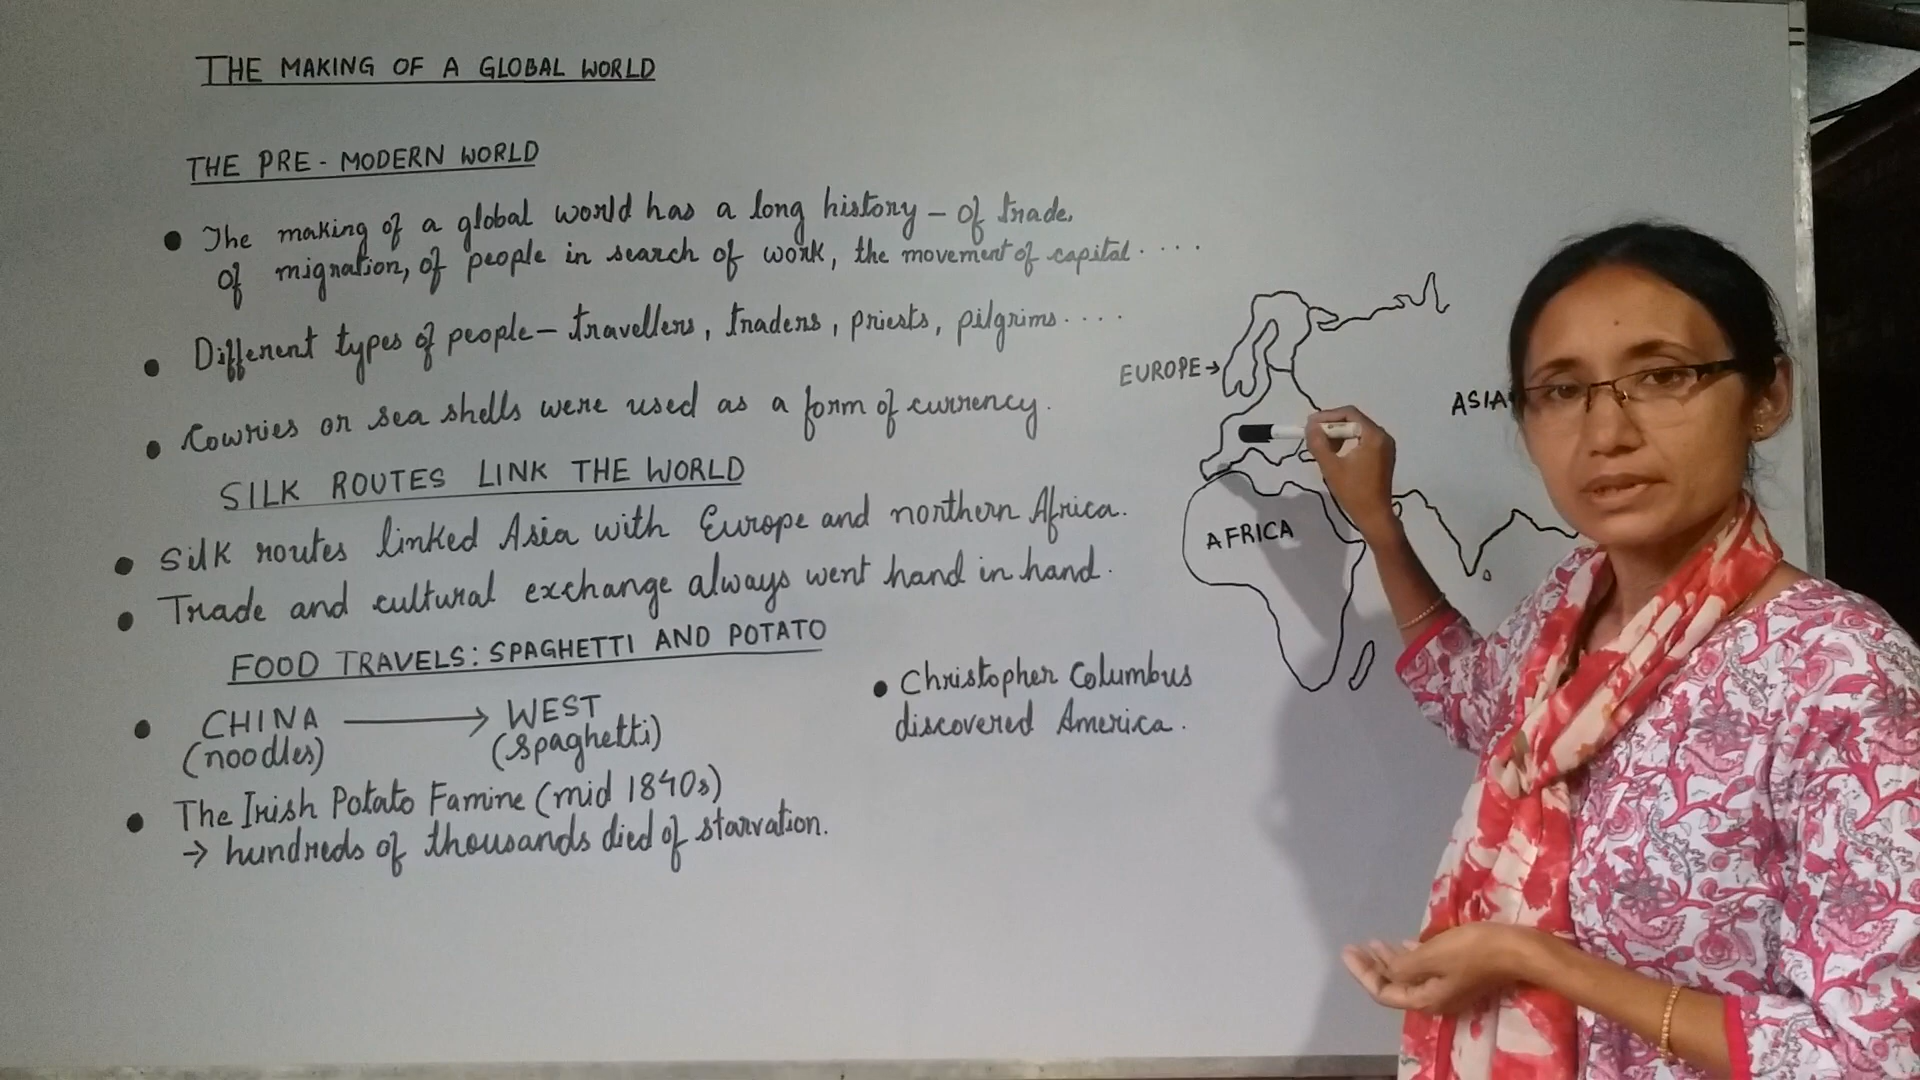 THE MAKING OF A GLOBAL WORLD
THE PRE-MODERN WORLD
• The making of a global world has a long history – of trade,
of migration, of people in search of work, the movement of capital.....
• Different types of people – travellers, traders, priests, pilgrims.....
• Cowries or sea shells were used as a form of currency.
SILK ROUTES LINK THE WORLD
• Silk routes linked Asia with Europe and northern Africa.
• Trade and cultural exchange always went hand in hand.
FOOD TRAVELS: SPAGHETTI AND POTATO
• CHINA → WEST
(noodles) (spaghetti)
• The Irish Potato Famine (mid 1840s)
→ hundreds of thousands died of starvation.
• Christopher Columbus
discovered America.
EUROPE→
ASIA
AFRICA